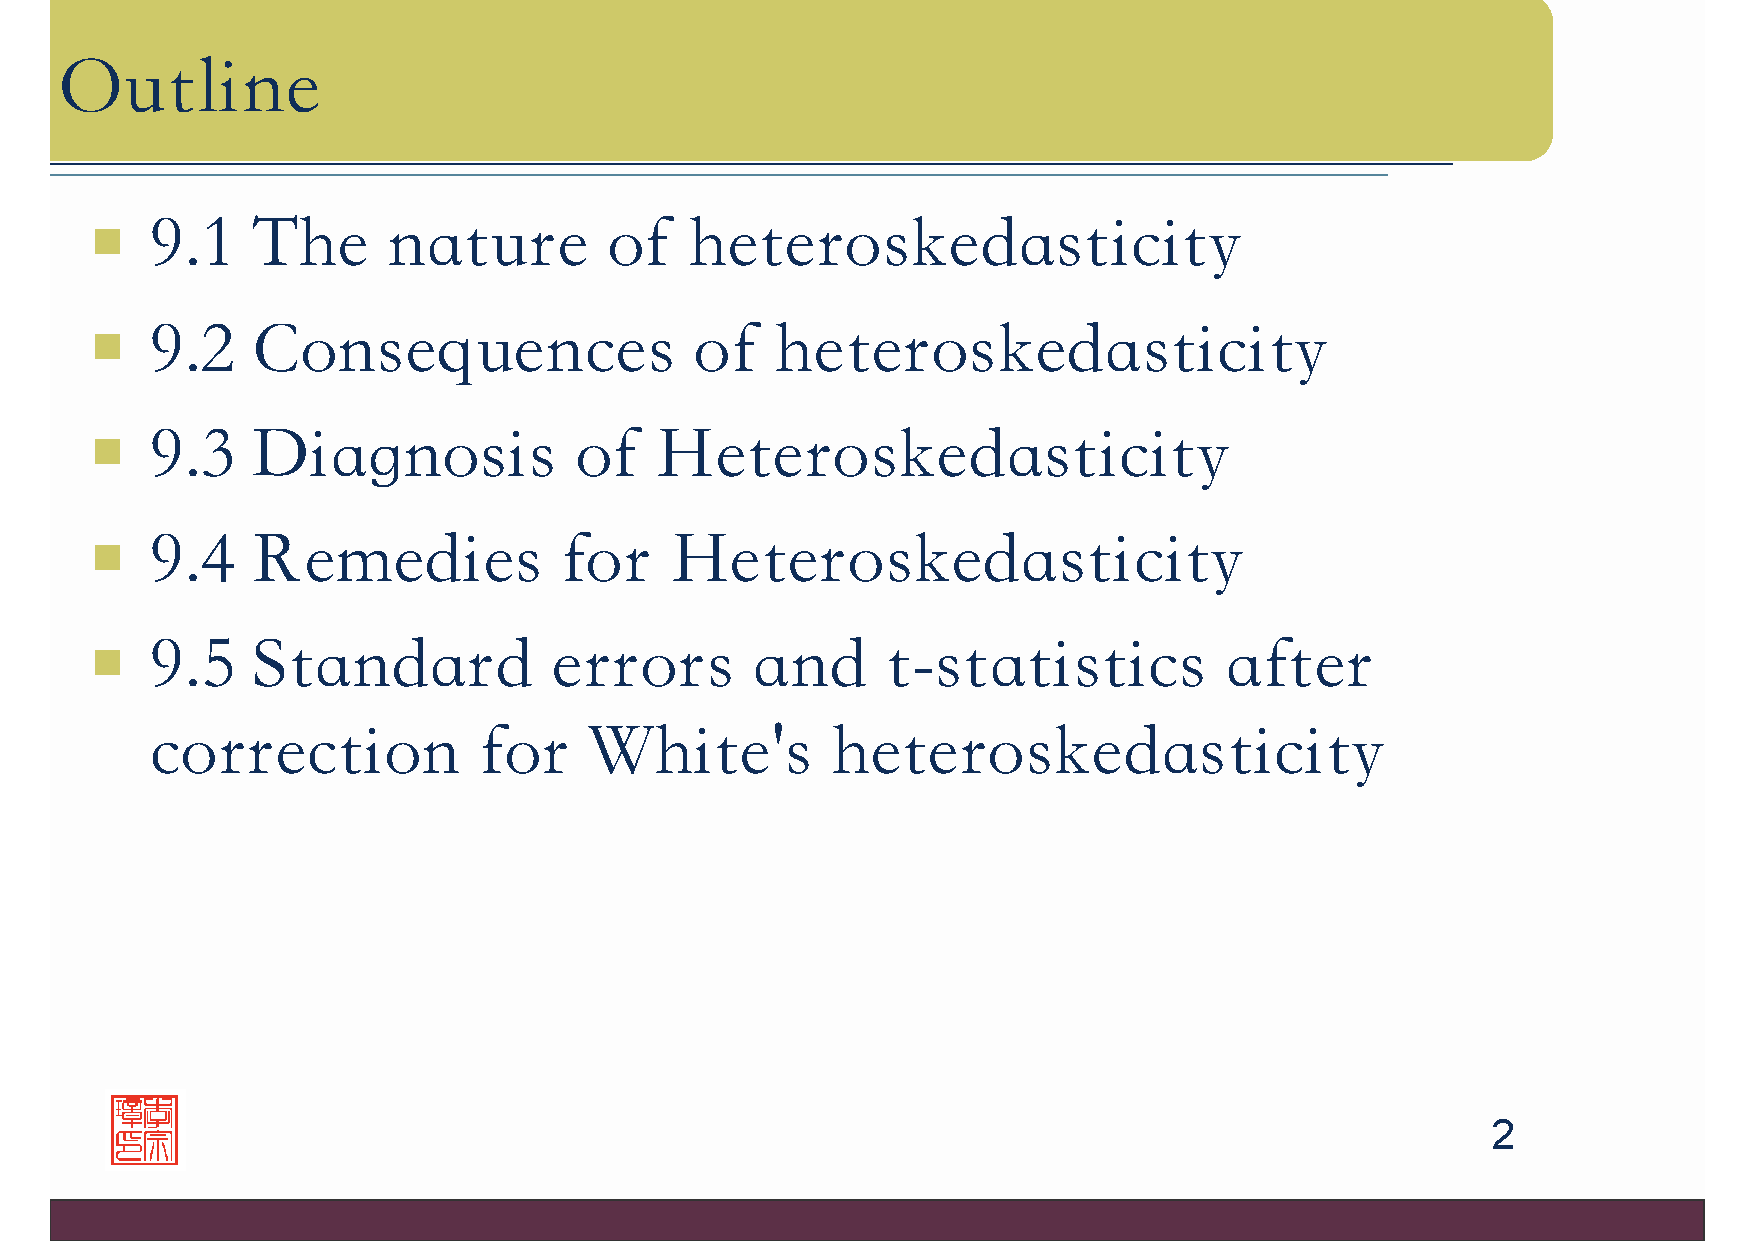 Outline
9.1 The nature of heteroskedasticity
9.2 Consequences of heteroskedasticity
9.3 Diagnosis of Heteroskedasticity
9.4 Remedies for Heteroskedasticity
9.5 Standard errors and t-statistics after
correction for White's heteroskedasticity
2